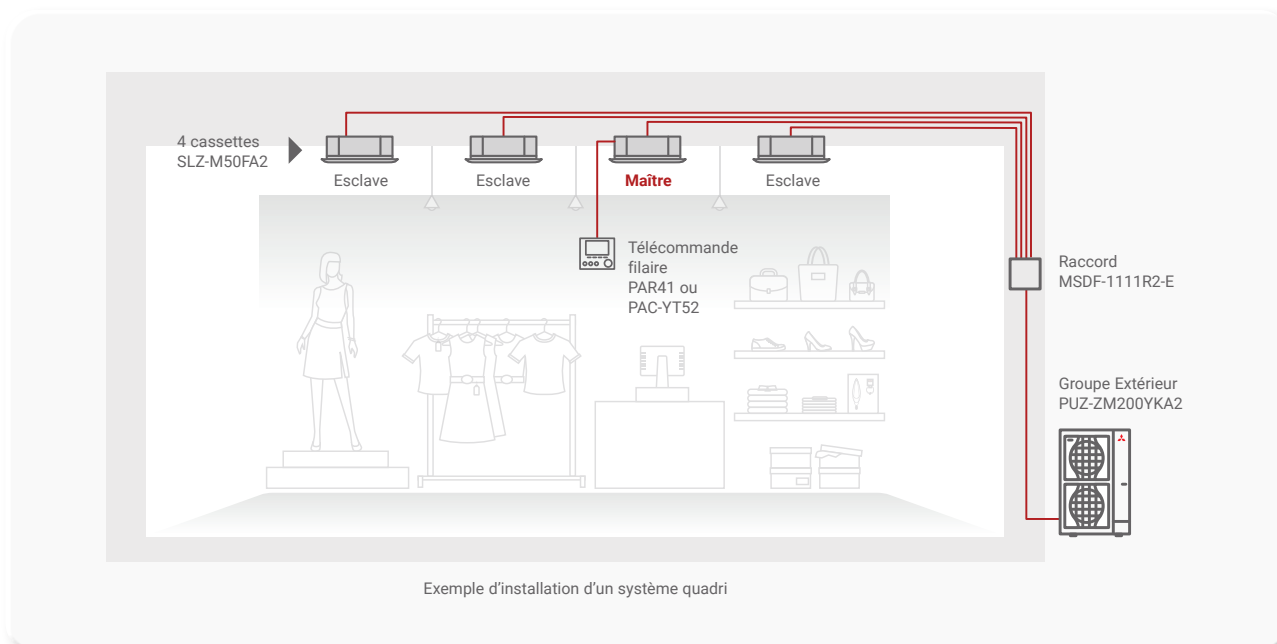 4 cassettes
SLZ-M50FA2
Esclave
Esclave
Maître
Esclave
Télécommande
filaire
PAR41 ou
PAC-YT52
Raccord
MSDF-1111R2-E
Groupe Extérieur
PUZ-ZM200YKA2
Exemple d’installation d’un système quadri